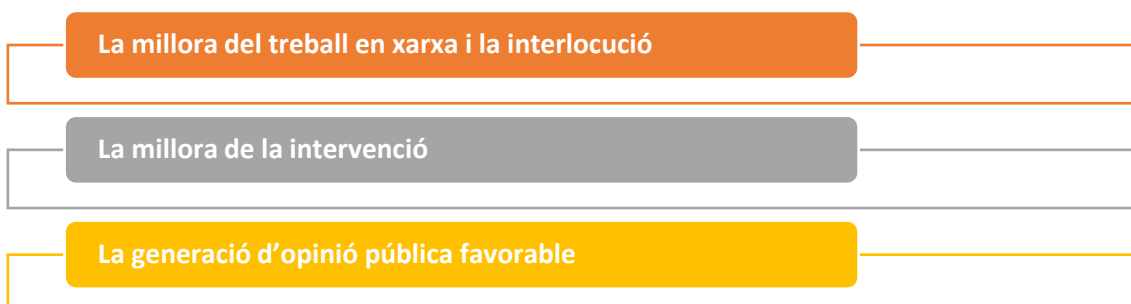 La millora del treball en xarxa i la interlocució
La millora de la intervenció
La generació d’opinió pública favorable